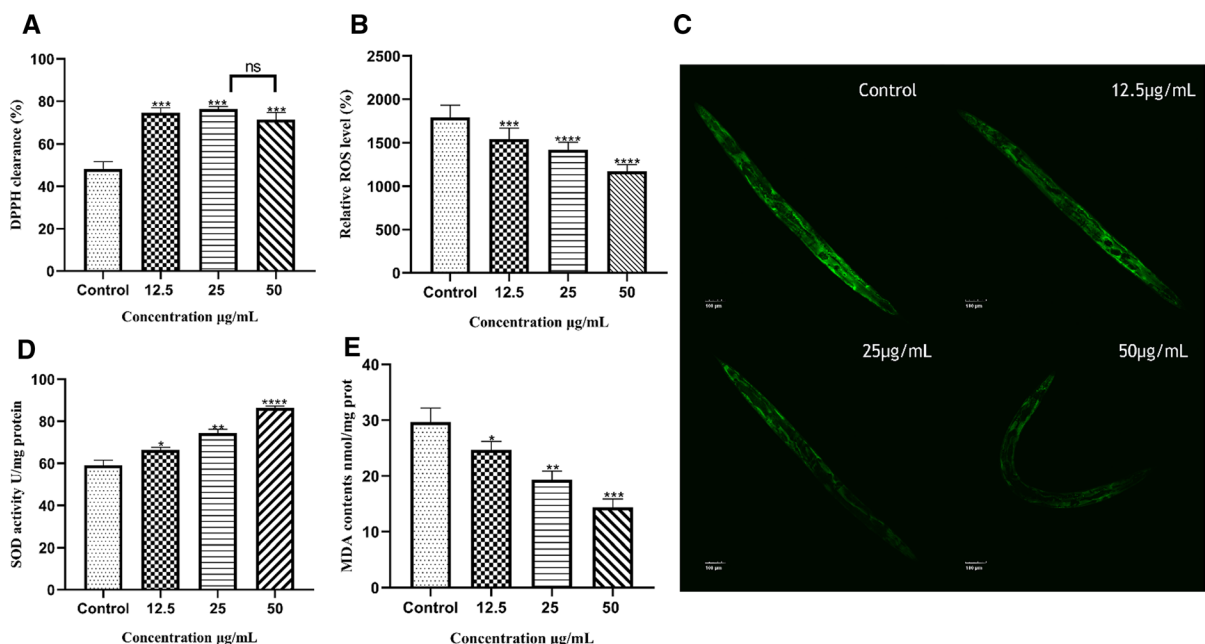 A
DPPH clearance (%)
100
80
60
40
20
0
***
***
***
ns
Control 12.5 25 50
Concentration µg/mL
B
Relative ROS level (%)
2500
2000
1500
1000
500
0
***
****
****
Control 12.5 25 50
Concentration µg/mL
C
Control
12.5µg/mL
25µg/mL
50µg/mL
100 µm
100 µm
D
SOD activity U/mg protein
100
80
60
40
20
0
*
**
****
Control 12.5 25 50
Concentration µg/mL
E
MDA contents nmol/mg prot
40
30
20
10
0
*
**
***
Control 12.5 25 50
Concentration µg/mL